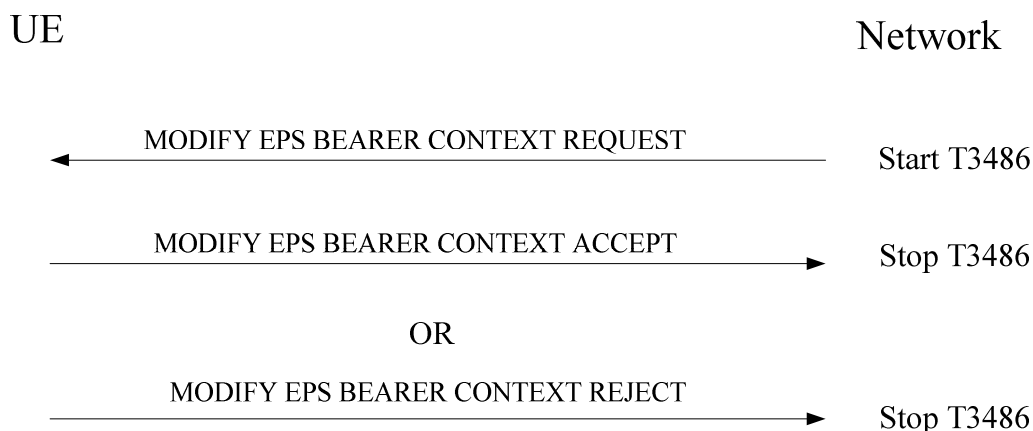 UE
Network
MODIFY EPS BEARER CONTEXT REQUEST
Start T3486
MODIFY EPS BEARER CONTEXT ACCEPT
Stop T3486
OR
MODIFY EPS BEARER CONTEXT REJECT
Stop T3486